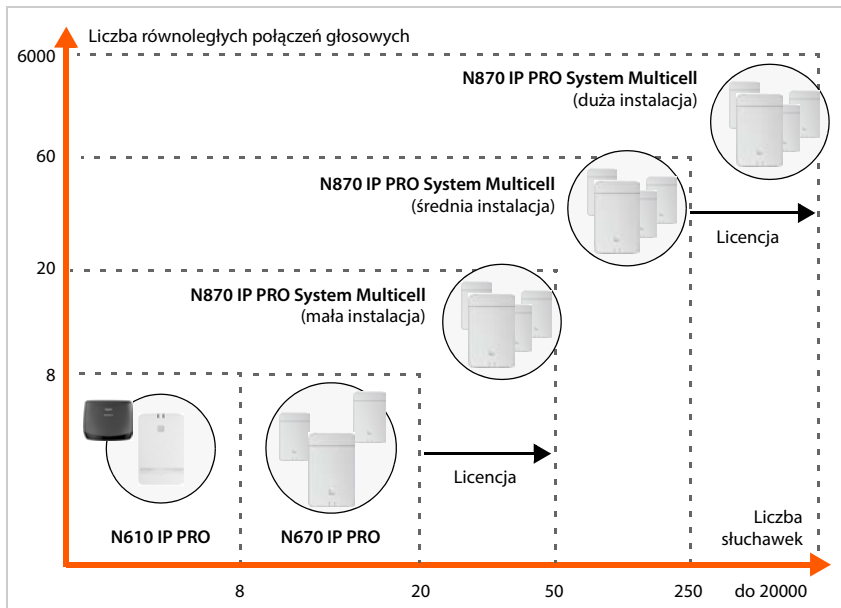 Liczba równoległych połączeń głosowych
6000
N870 IP PRO System Multicell
(duża instalacja)
60
N870 IP PRO System Multicell
(średnia instalacja)
Licencja
20
N870 IP PRO System Multicell
(mała instalacja)
8
Licencja
N610 IP PRO
N670 IP PRO
Liczba
słuchawek
8 20 50 250 do 20000